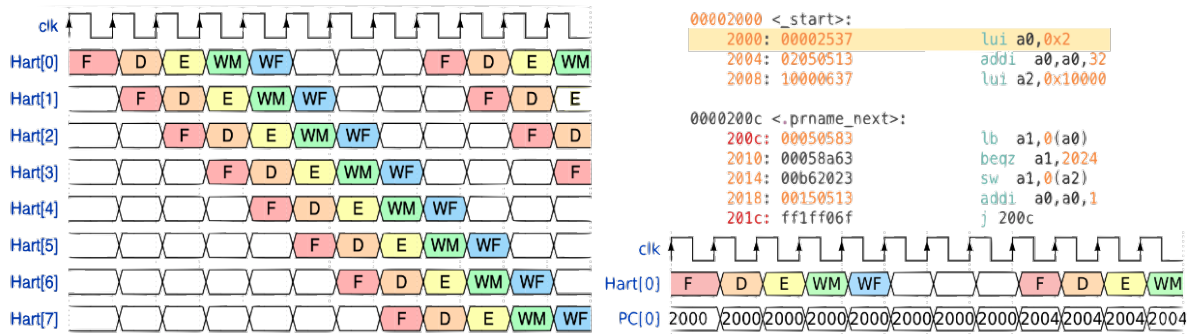 clk
Hart[0] F D E WM WF F D E WM
Hart[1] F D E WM WF F D E
Hart[2] F D E WM WF F D
Hart[3] F D E WM WF F
Hart[4] F D E WM WF
Hart[5] F D E WM WF
Hart[6] F D E WM WF
Hart[7] F D E WM WF
00002000 <_start>:
2000: 00002537 lui a0,0x2
2004: 02050513 addi a0,a0,32
2008: 10000637 lui a2,0x10000
0000200c <.prname_next>:
200c: 00050583 lb a1,0(a0)
2010: 00058a63 beqz a1,2024
2014: 00b62023 sw a1,0(a2)
2018: 00150513 addi a0,a0,1
201c: ff1ff06f j 200c
clk
Hart[0] F D E WM WF F D E WM
PC[0] 2000 2000 2000 2000 2000 2000 2000 2000 2004 2004 2004 2004